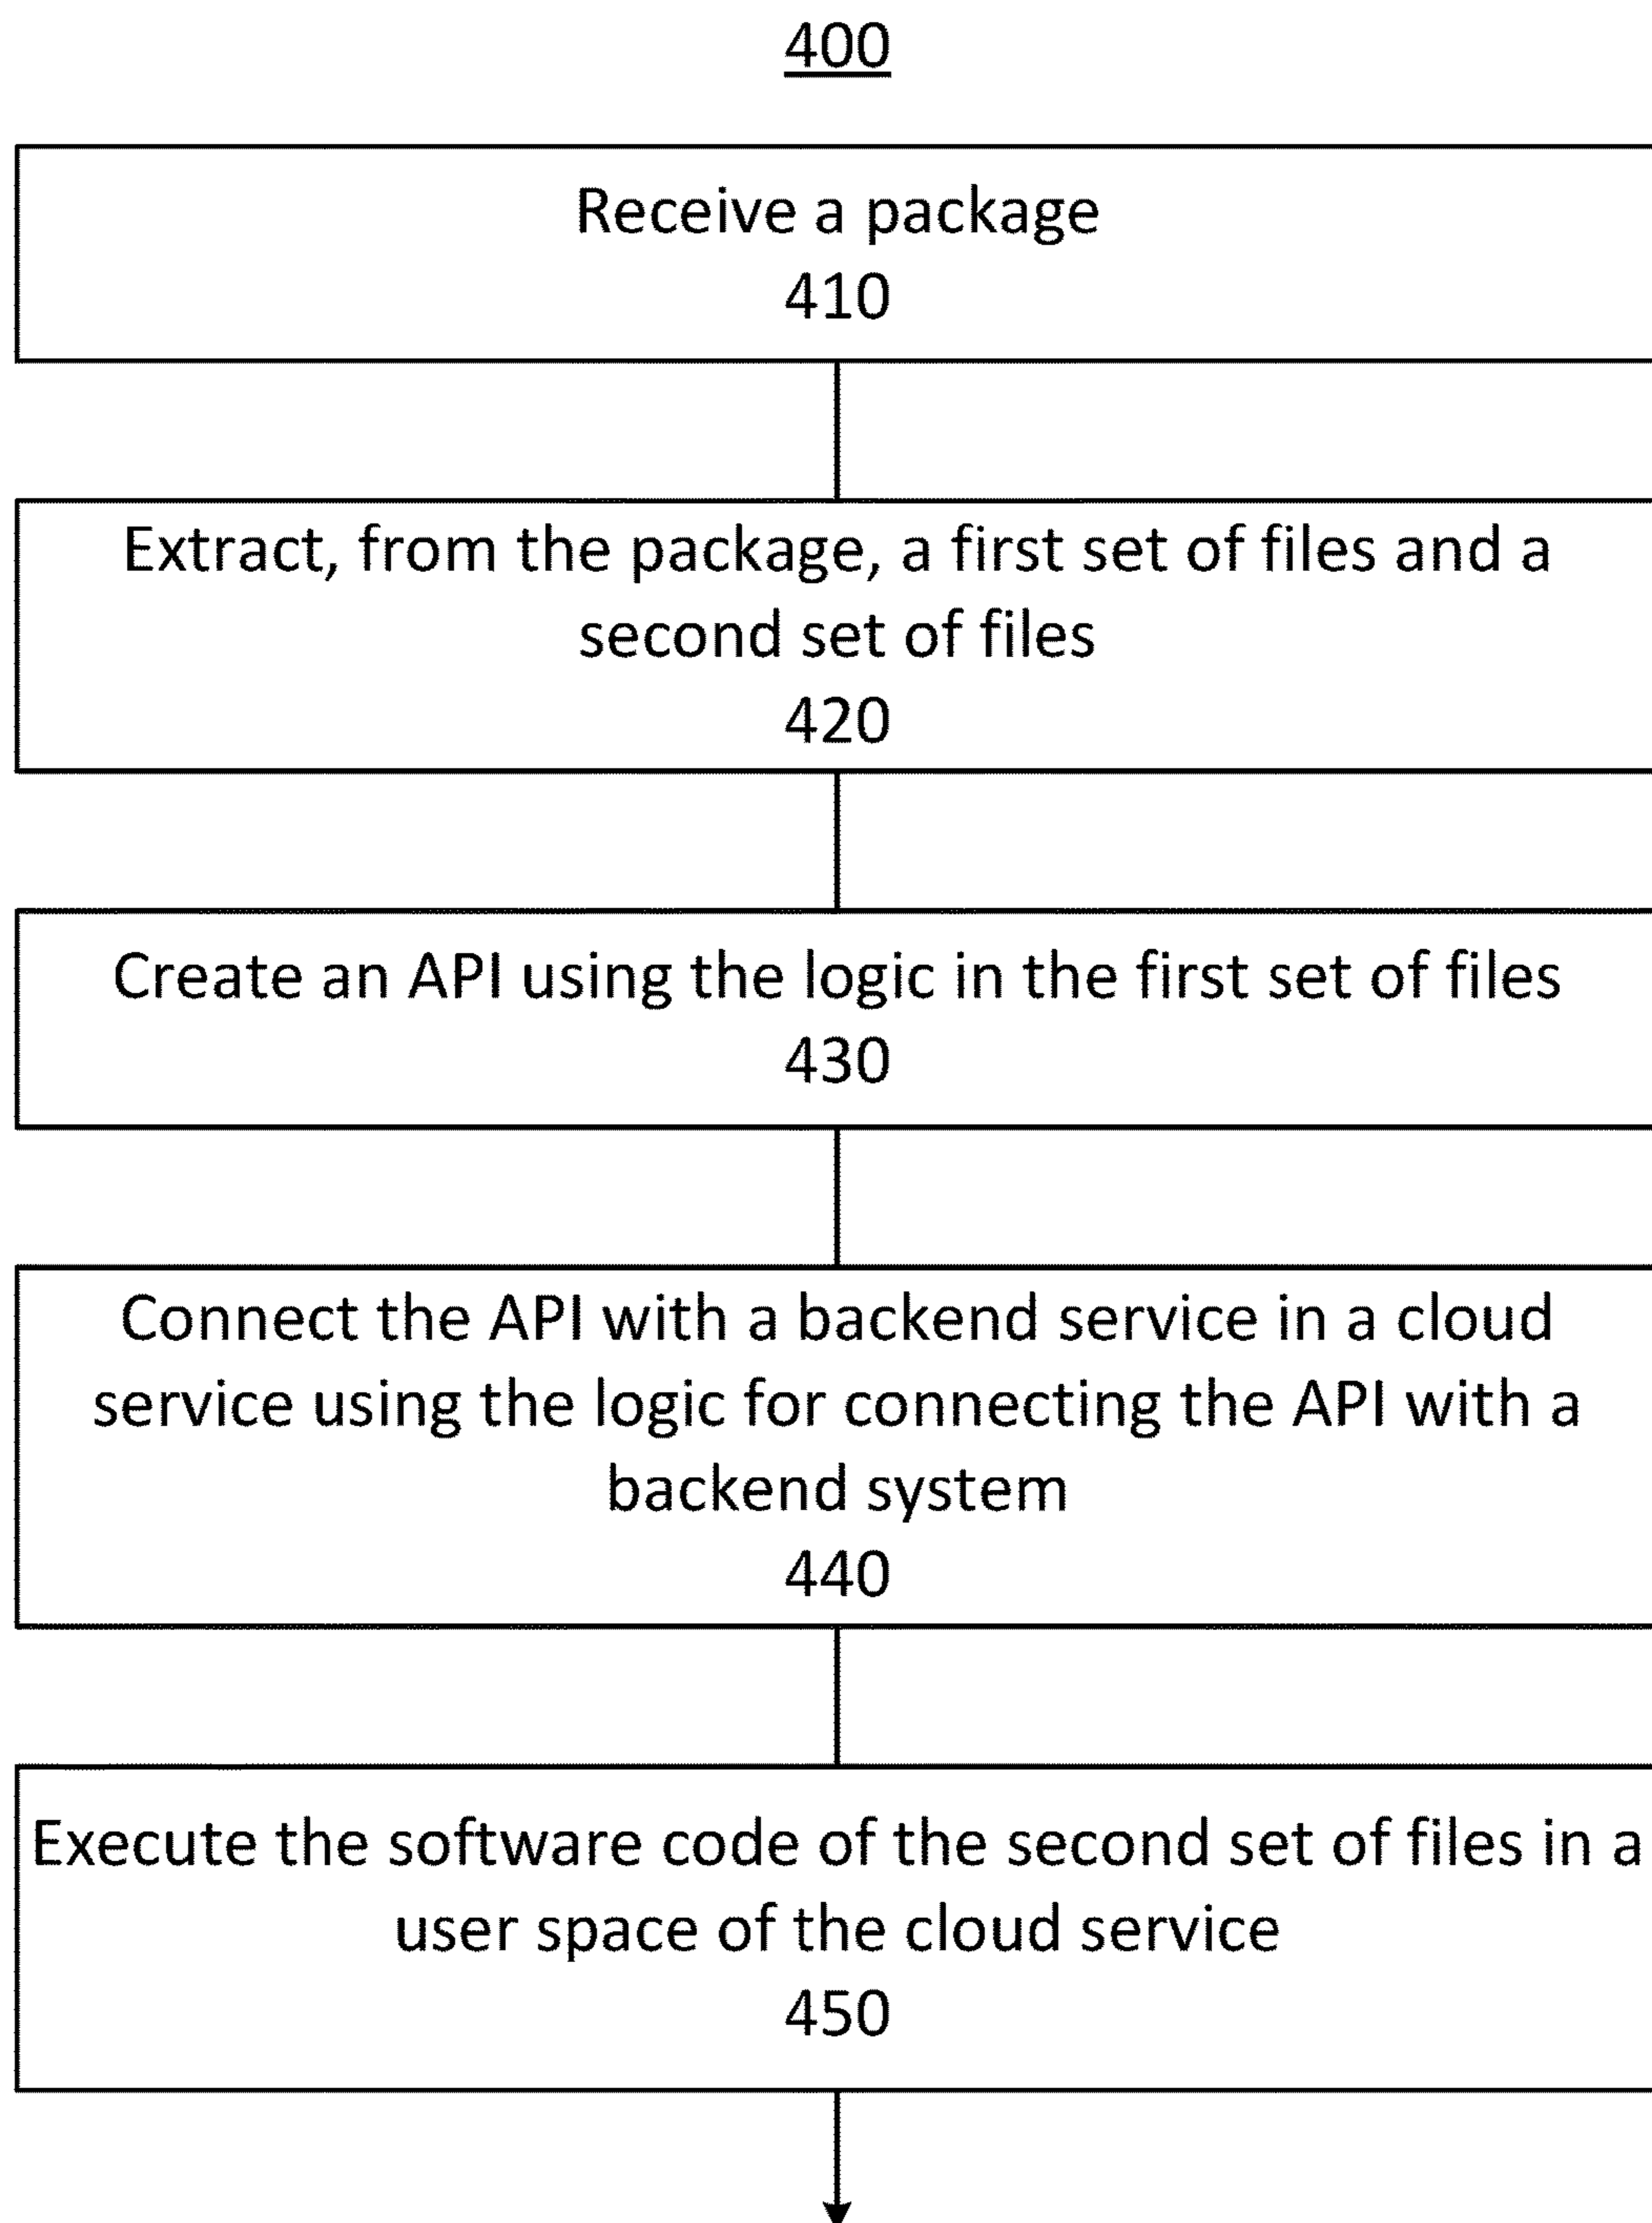 400
Receive a package
410
Extract, from the package, a first set of files and a
second set of files
420
Create an API using the logic in the first set of files
430
Connect the API with a backend service in a cloud
service using the logic for connecting the API with a
backend system
440
Execute the software code of the second set of files in a
user space of the cloud service
450